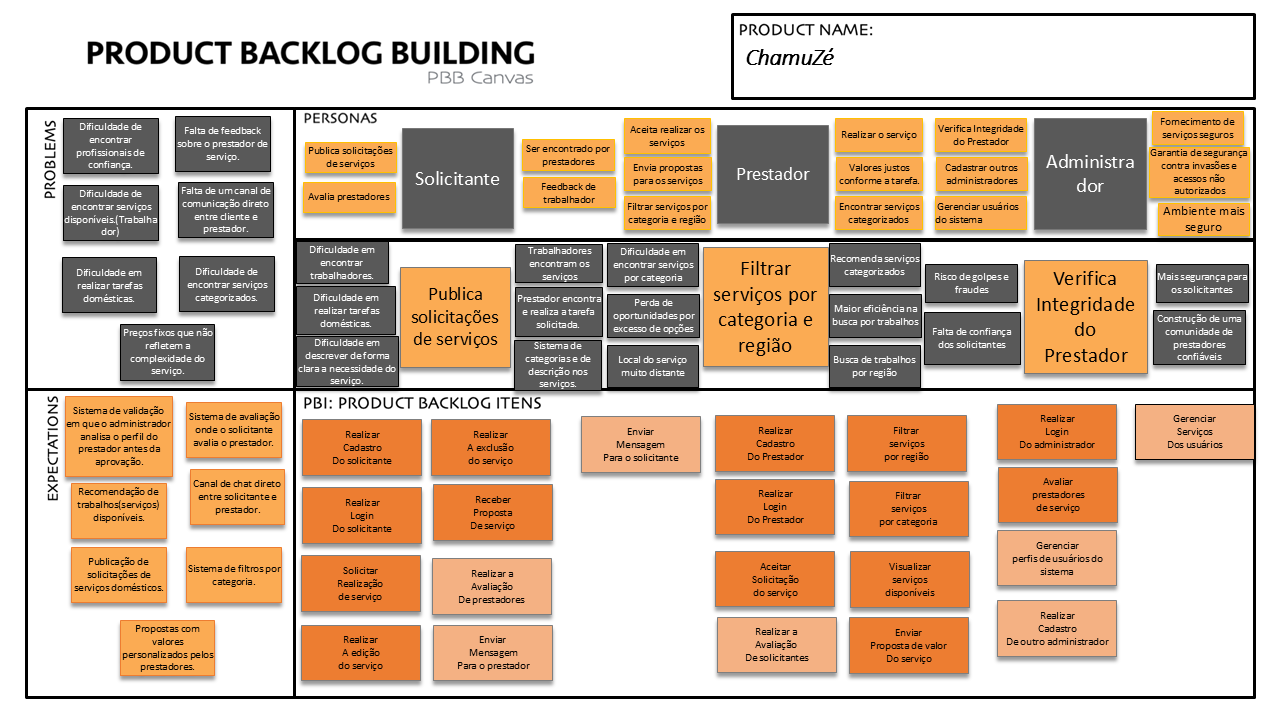 PRODUCT BACKLOG BUILDING
PBB Canvas
PRODUCT NAME:
ChamuZé
PROBLEMS
Dificuldade de
encontrar
profissionais de
confiança.
Falta de feedback
sobre o prestador de
serviço.
Dificuldade de
encontrar serviços
disponíveis.(Trabalha
dor)
Falta de um canal de
comunicação direto
entre cliente e
prestador.
Dificuldade em
realizar tarefas
domésticas.
Dificuldade de
encontrar serviços
categorizados.
Preços fixos que não
refletem a
complexidade do
serviço.
PERSONAS
Publica solicitações
de serviços
Avalia prestadores
Solicitante
Ser encontrado por
prestadores
Feedback de
trabalhador
Aceita realizar os
serviços
Envia propostas
para os serviços
Filtrar serviços por
categoria e região
Prestador
Realizar o serviço
Valores justos
conforme a tarefa.
Encontrar serviços
categorizados
Verifica Integridade
do Prestador
Cadastrar outros
administradores
Gerenciar usuários
do sistema
Administra
dor
Fornecimento de
serviços seguros
Garantia de segurança
contra invasões e
acessos não
autorizados
Ambiente mais
seguro
Dificuldade em
encontrar
trabalhadores.
Dificuldade em
realizar tarefas
domésticas.
Dificuldade em
descrever de forma
clara a necesidade do
serviço.
Publica
solicitações
de serviços
Trabalhadores
encontram os
serviços
Prestador encontra
e realiza a tarefa
solicitada.
Sistema de
categorias e de
descrição nos
serviços.
Dificuldade em
encontrar serviços
por categoria
Perda de
oportunidades por
excesso de opções
Local do serviço
muito distante
Filtrar
serviços por
categoria e
região
Recomenda serviços
categorizados
Maior eficiência na
busca por trabalhos
Busca de trabalhos
por região
Risco de golpes e
fraudes
Falta de confiança
dos solicitantes
Verifica
Integridade
do
Prestador
Mais segurança para
os solicitantes
Construção de uma
comunidade de
prestadores
confiáveis
EXPECTATIONS
Sistema de validação
em que o administrador
analisa o perfil do
prestador antes da
aprovação.
Sistema de avaliação
onde o solicitante
avalia o prestador.
Recomendação de
trabalhos(serviços)
disponíveis.
Canal de chat direto
entre solicitante e
prestador.
Publicação de
solicitações de
serviços domésticos.
Sistema de filtros por
categoria.
Propostas com
valores
personalizados pelos
prestadores.
PBI: PRODUCT BACKLOG ITENS
Realizar
Cadastro
Do solicitante
Realizar
Login
Do solicitante
Solicitar
Realização
de serviço
Realizar
A edição
do serviço
Realizar
A exclusão
do serviço
Receber
Proposta
De serviço
Realizar a
Avaliação
De prestadores
Enviar
Mensagem
Para o prestador
Enviar
Mensagem
Para o solicitante
Realizar
Cadastro
Do Prestador
Realizar
Login
Do Prestador
Aceitar
Solicitação
do serviço
Realizar a
Avaliação
De solicitantes
Filtrar
serviços
por região
Filtrar
serviços
por categoria
Visualizar
serviços
disponíveis
Enviar
Proposta de valor
Do serviço
Realizar
Login
Do administrador
Avaliar
prestadores
de serviço
Gerenciar
perfis de usuários do
sistema
Realizar
Cadastro
De outro administrador
Gerenciar
Serviços
Dos usuários